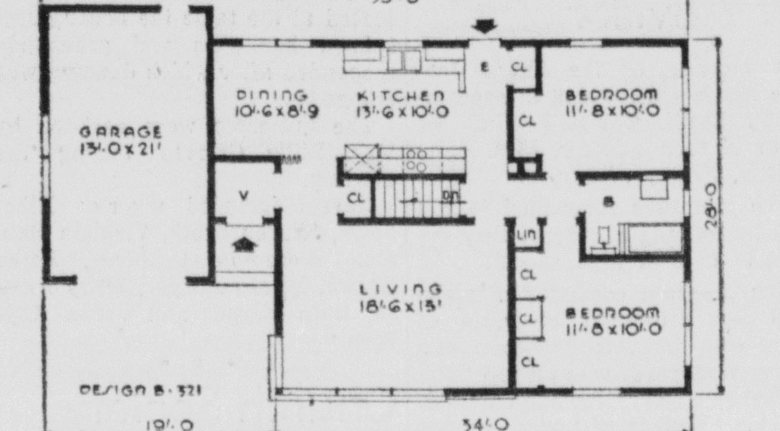 E
CL
DINING
10'-6 x 8'-9
KITCHEN
13'-6 x 10'-0
CL
BEDROOM
11'-8 x 10'-0
GARAGE
13'-0 x 21'
V
CL
DN
B
28'-0
LIN
CL
LIVING
18'-6 x 13'
CL
BEDROOM
11'-8 x 10'-0
CL
DESIGN B-321
19'-0
34'-0